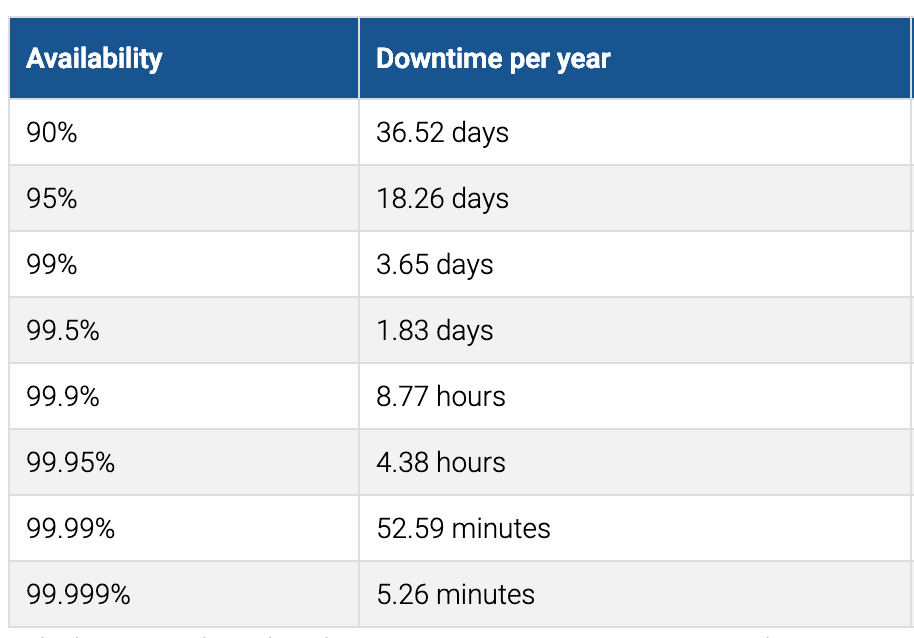 Availability Downtime per year
90% 36.52 days
95% 18.26 days
99% 3.65 days
99.5% 1.83 days
99.9% 8.77 hours
99.95% 4.38 hours
99.99% 52.59 minutes
99.999% 5.26 minutes